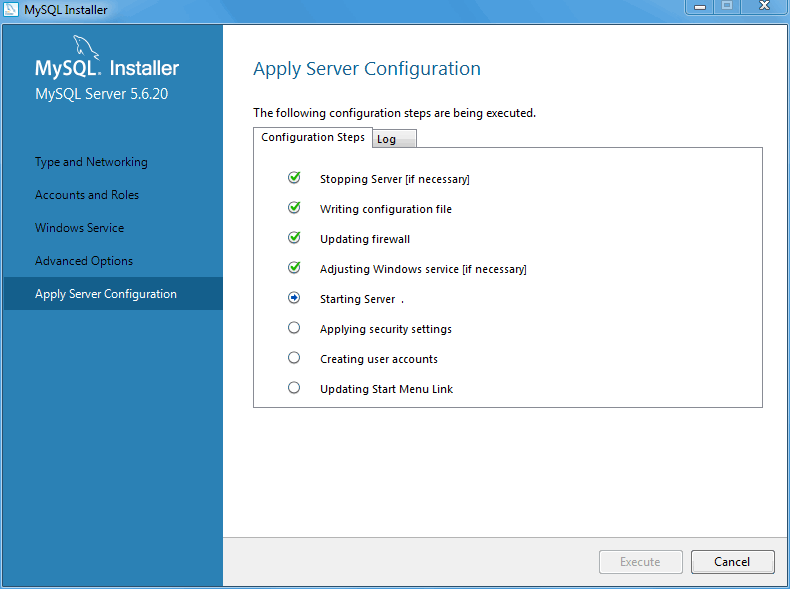 MySQL Installer
MySQL. Installer
MySQL Server 5.6.20
Type and Networking
Accounts and Roles
Windows Service
Advanced Options
Apply Server Configuration
Apply Server Configuration
The following configuration steps are being executed.
Configuration Steps Log
Stopping Server [if necessary]
Writing configuration file
Updating firewall
Adjusting Windows service [if necessary]
Starting Server .
Applying security settings
Creating user accounts
Updating Start Menu Link
Execute Cancel